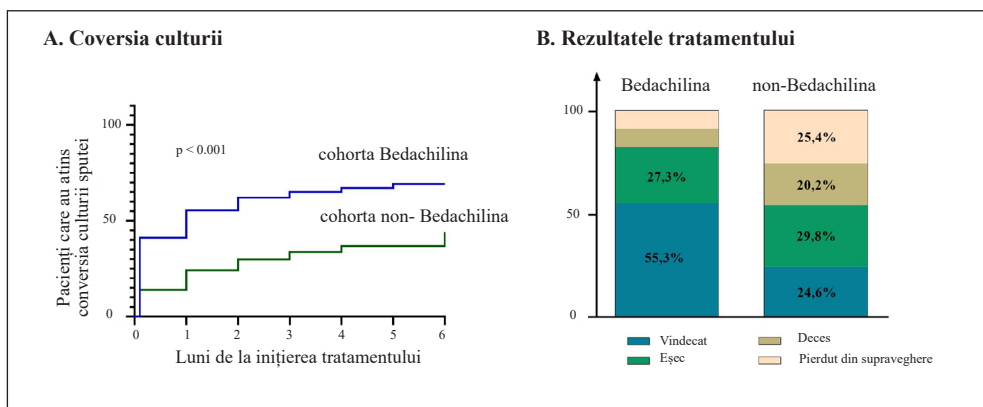 A. Coversia culturii
Pacienți care au atins
conversia culturii sputei
100
50
0
p < 0.001
cohorta Bedachilina
cohorta non- Bedachilina
0 1 2 3 4 5 6
Luni de la inițierea tratamentului
B. Rezultatele tratamentului
Bedachilina non-Bedachilina
100
50
0
27,3%
55,3%
25,4%
20,2%
29,8%
24,6%
Vindecat Deces
Eșec Pierdut din supraveghere